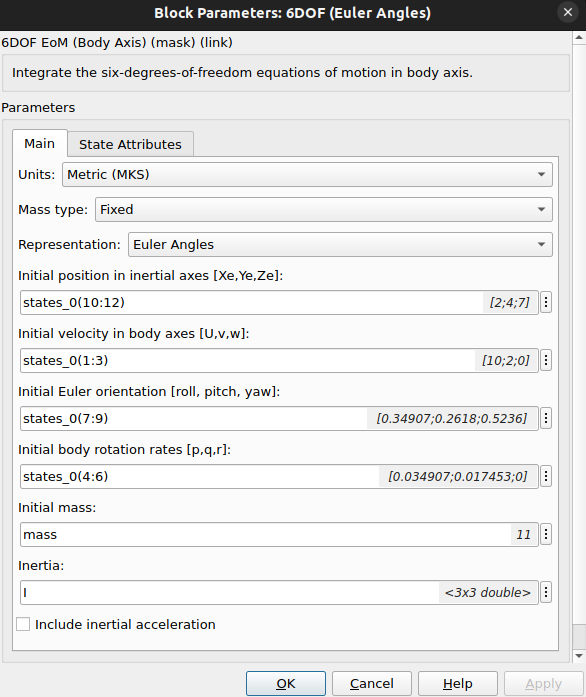 Block Parameters: 6DOF (Euler Angles)
6DOF EoM (Body Axis) (mask) (link)
Integrate the six-degrees-of-freedom equations of motion in body axis.
Parameters
Main State Attributes
Units: Metric (MKS)
Mass type: Fixed
Representation: Euler Angles
Initial position in inertial axes [Xe,Ye,Ze]:
states_0(10:12) [2;4;7]
Initial velocity in body axes [U,v,w]:
states_0(1:3) [10;2;0]
Initial Euler orientation [roll, pitch, yaw]:
states_0(7:9) [0.34907;0.2618;0.5236]
Initial body rotation rates [p,q,r]:
states_0(4:6) [0.034907;0.017453;0]
Initial mass:
mass 11
Inertia:
I <3x3 double>
Include inertial acceleration
OK Cancel Help Apply